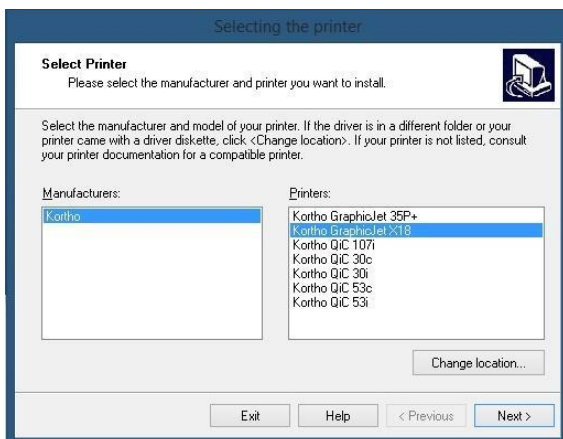 Selecting the printer
Select Printer
Please select the manufacturer and printer you want to install.
Select the manufacturer and model of your printer. If the driver is in a different folder or your
printer came with a driver diskette, click <Change location>. If your printer is not listed, consult
your printer documentation for a compatible printer.
Manufacturers:
Kortho
Printers:
Kortho GraphicJet 35P+
Kortho GraphicJet X18
Kortho QiC 107i
Kortho QiC 30c
Kortho QiC 30i
Kortho QiC 53c
Kortho QiC 53i
Change location...
Exit
Help
< Previous
Next >